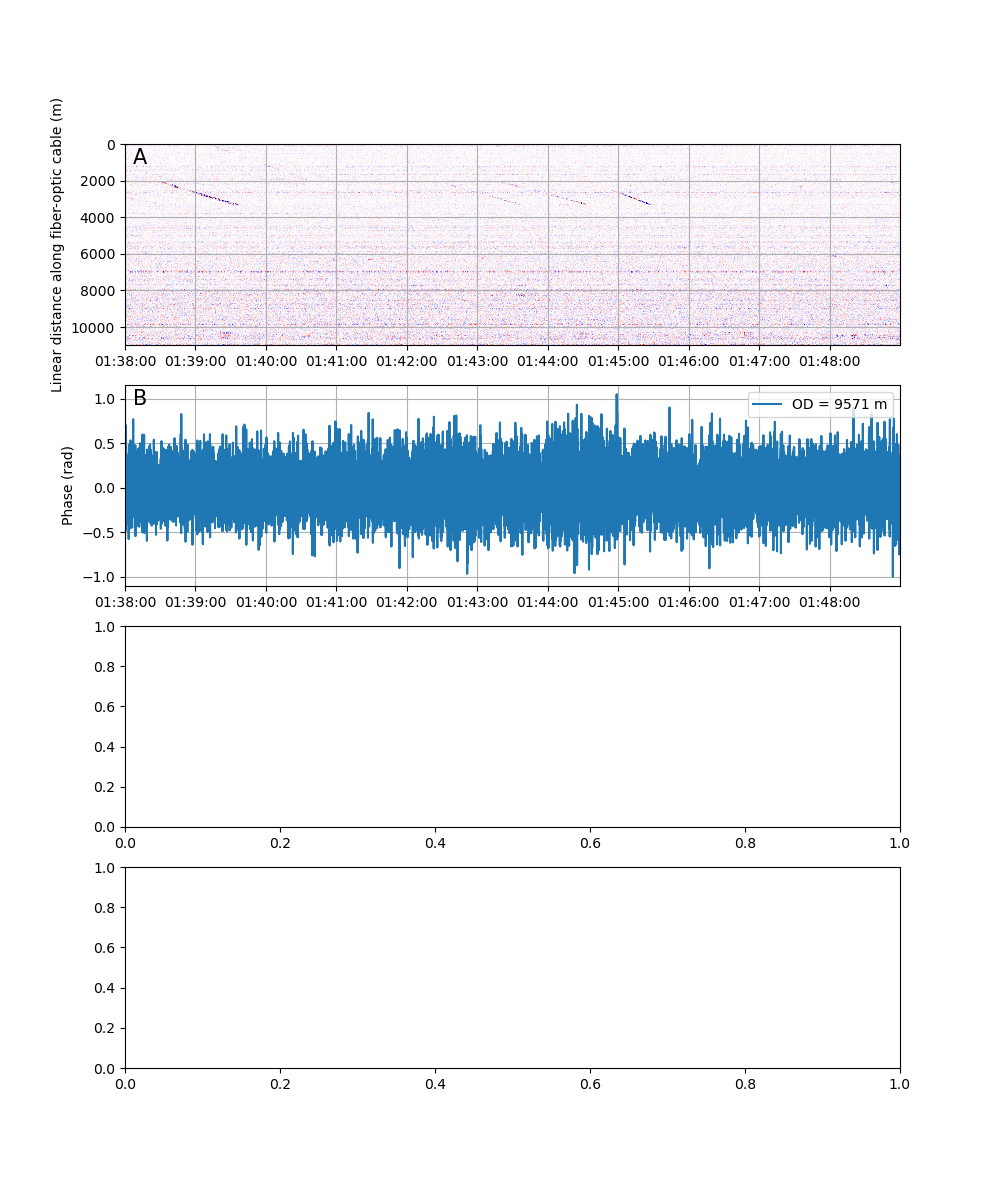 Linear distance along fiber-optic cable (m)
A
0
2000
4000
6000
8000
10000
01:38:00 01:39:00 01:40:00 01:41:00 01:42:00 01:43:00 01:44:00 01:45:00 01:46:00 01:47:00 01:48:00
Phase (rad)
B
OD = 9571 m
1.0
0.5
0.0
−0.5
−1.0
01:38:00 01:39:00 01:40:00 01:41:00 01:42:00 01:43:00 01:44:00 01:45:00 01:46:00 01:47:00 01:48:00
1.0
0.8
0.6
0.4
0.2
0.0
0.0 0.2 0.4 0.6 0.8 1.0
1.0
0.8
0.6
0.4
0.2
0.0
0.0 0.2 0.4 0.6 0.8 1.0